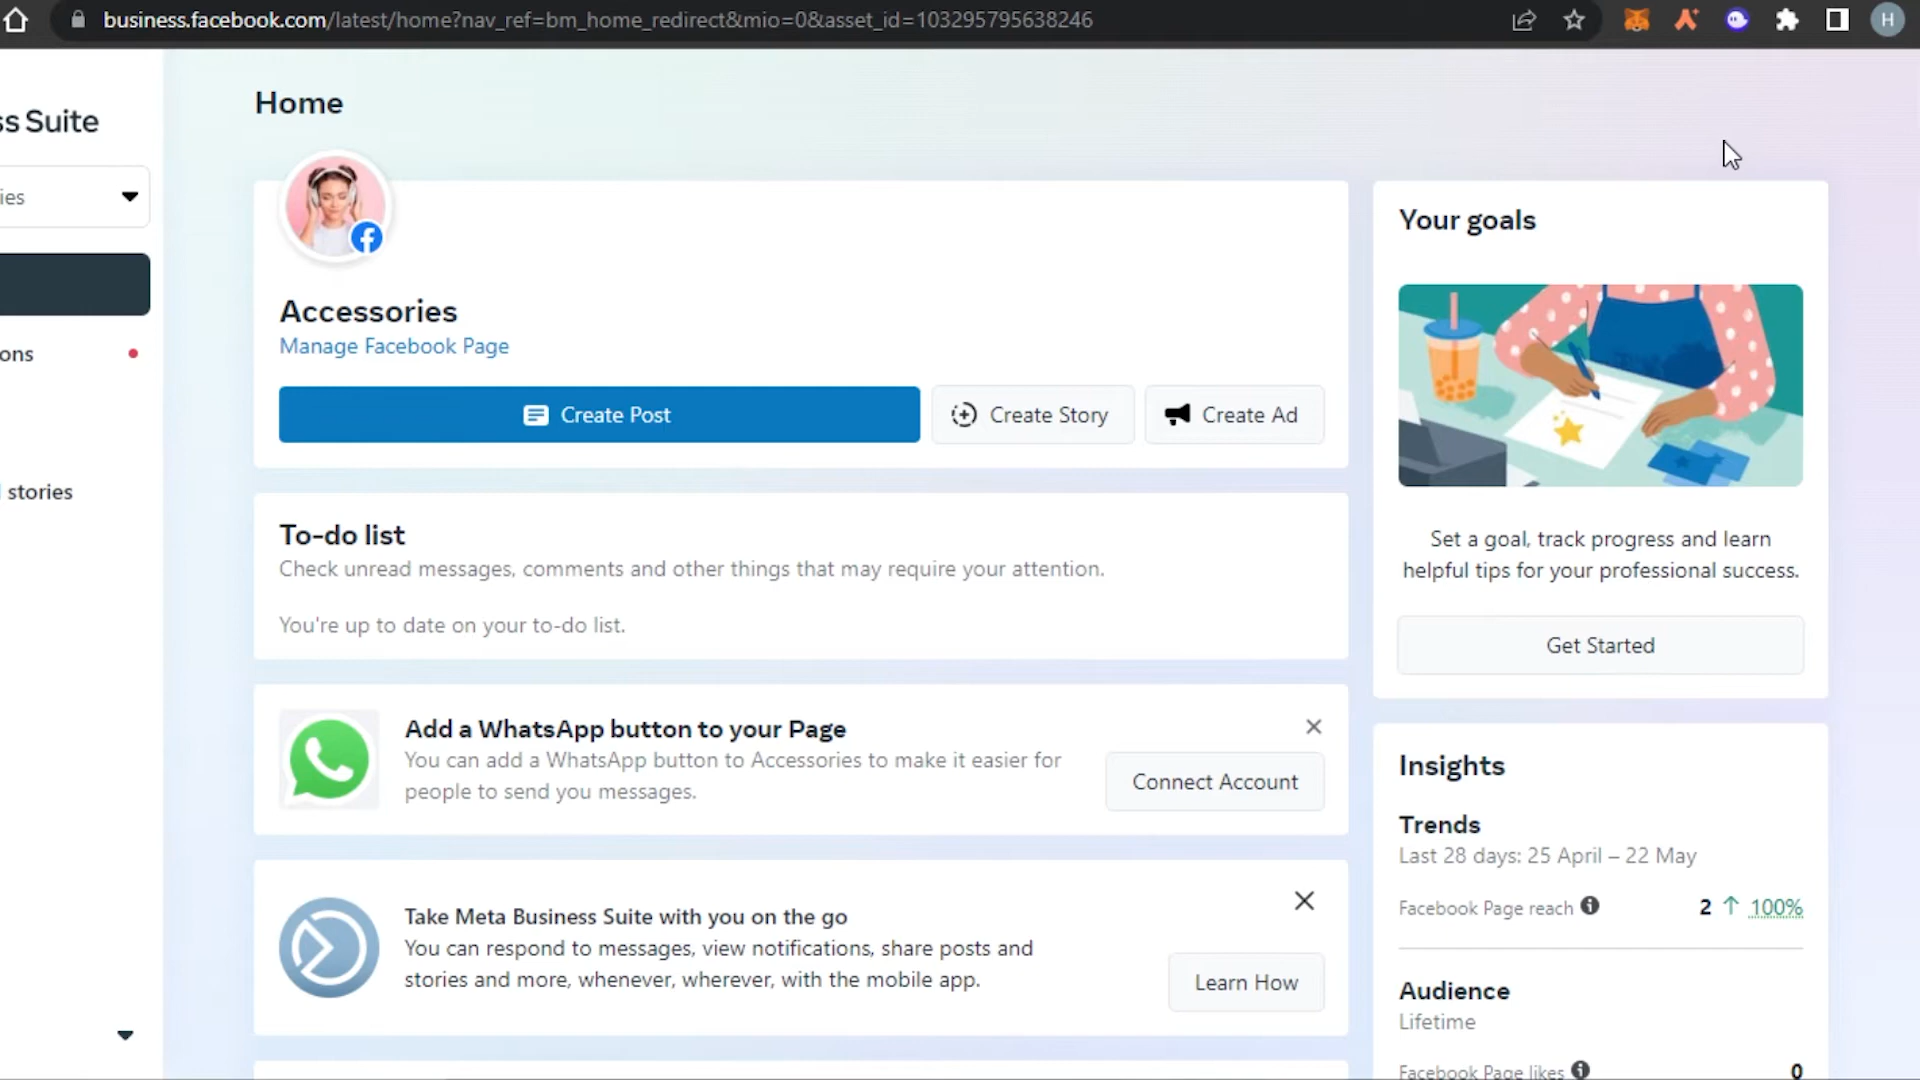 business.facebook.com/latest/home?nav_ref=bm_home_redirect&mio=0&asset_id=103295795638246
H
ss Suite
ies
ons
stories
Home
Accessories
Manage Facebook Page
Create Post
Create Story
Create Ad
To-do list
Check unread messages, comments and other things that may require your attention.
You're up to date on your to-do list.
Add a WhatsApp button to your Page
You can add a WhatsApp button to Accessories to make it easier for
people to send you messages.
Connect Account
Take Meta Business Suite with you on the go
You can respond to messages, view notifications, share posts and
stories and more, whenever, wherever, with the mobile app.
Learn How
Your goals
Set a goal, track progress and learn
helpful tips for your professional success.
Get Started
Insights
Trends
Last 28 days: 25 April – 22 May
Facebook Page reach 2 ↑ 100%
Audience
Lifetime
Facebook Page likes 0